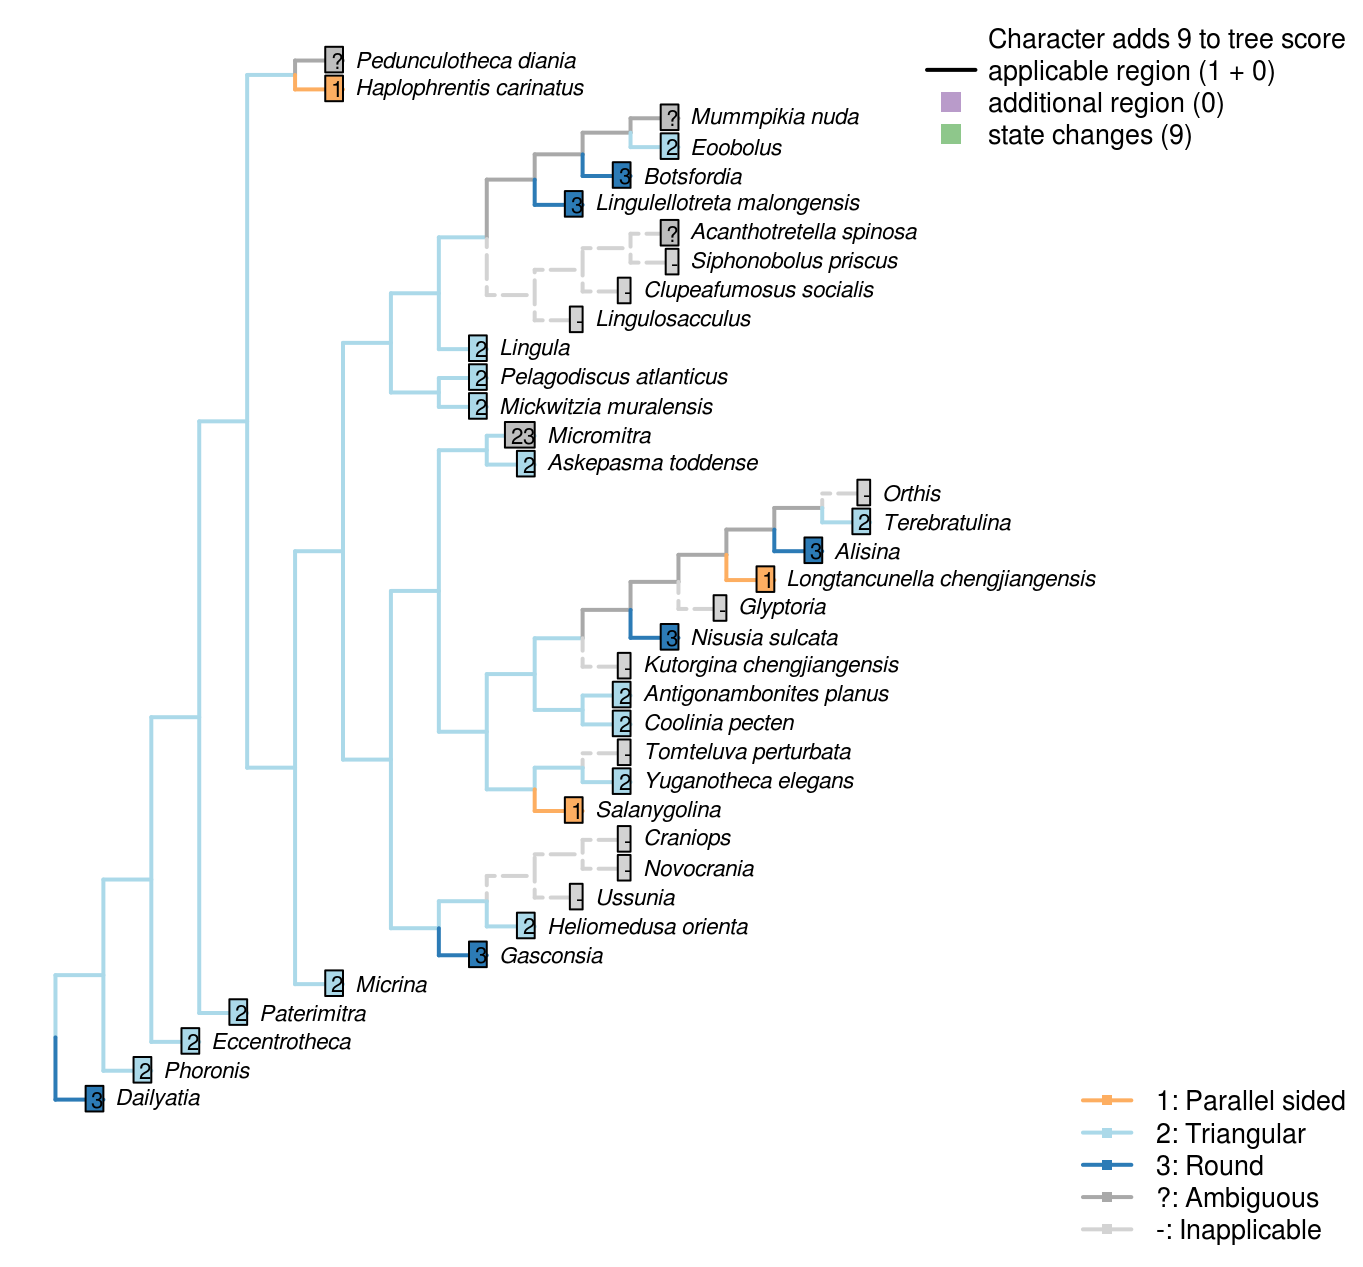 Character adds 9 to tree score
applicable region (1 + 0)
additional region (0)
state changes (9)
? Pedunculotheca diania
1 Haplophrentis carinatus
? Mummpikia nuda
2 Eoobolus
3 Botsfordia
3 Lingulellotreta malongensis
? Acanthotretella spinosa
- Siphonobolus priscus
- Clupeafumosus socialis
- Lingulosacculus
2 Lingula
2 Pelagodiscus atlanticus
2 Mickwitzia muralensis
23 Micromitra
2 Askepasma toddense
- Orthis
2 Terebratulina
3 Alisina
1 Longtancunella chengjiangensis
- Glyptoria
3 Nisusia sulcata
- Kutorgina chengjiangensis
2 Antigonambonites planus
2 Coolinia pecten
- Tomteluva perturbata
2 Yuganotheca elegans
1 Salanygolina
- Craniops
- Novocrania
- Ussunia
2 Heliomedusa orienta
3 Gasconsia
2 Micrina
2 Paterimitra
2 Eccentrotheca
2 Phoronis
3 Dailyatia
1: Parallel sided
2: Triangular
3: Round
?: Ambiguous
-: Inapplicable